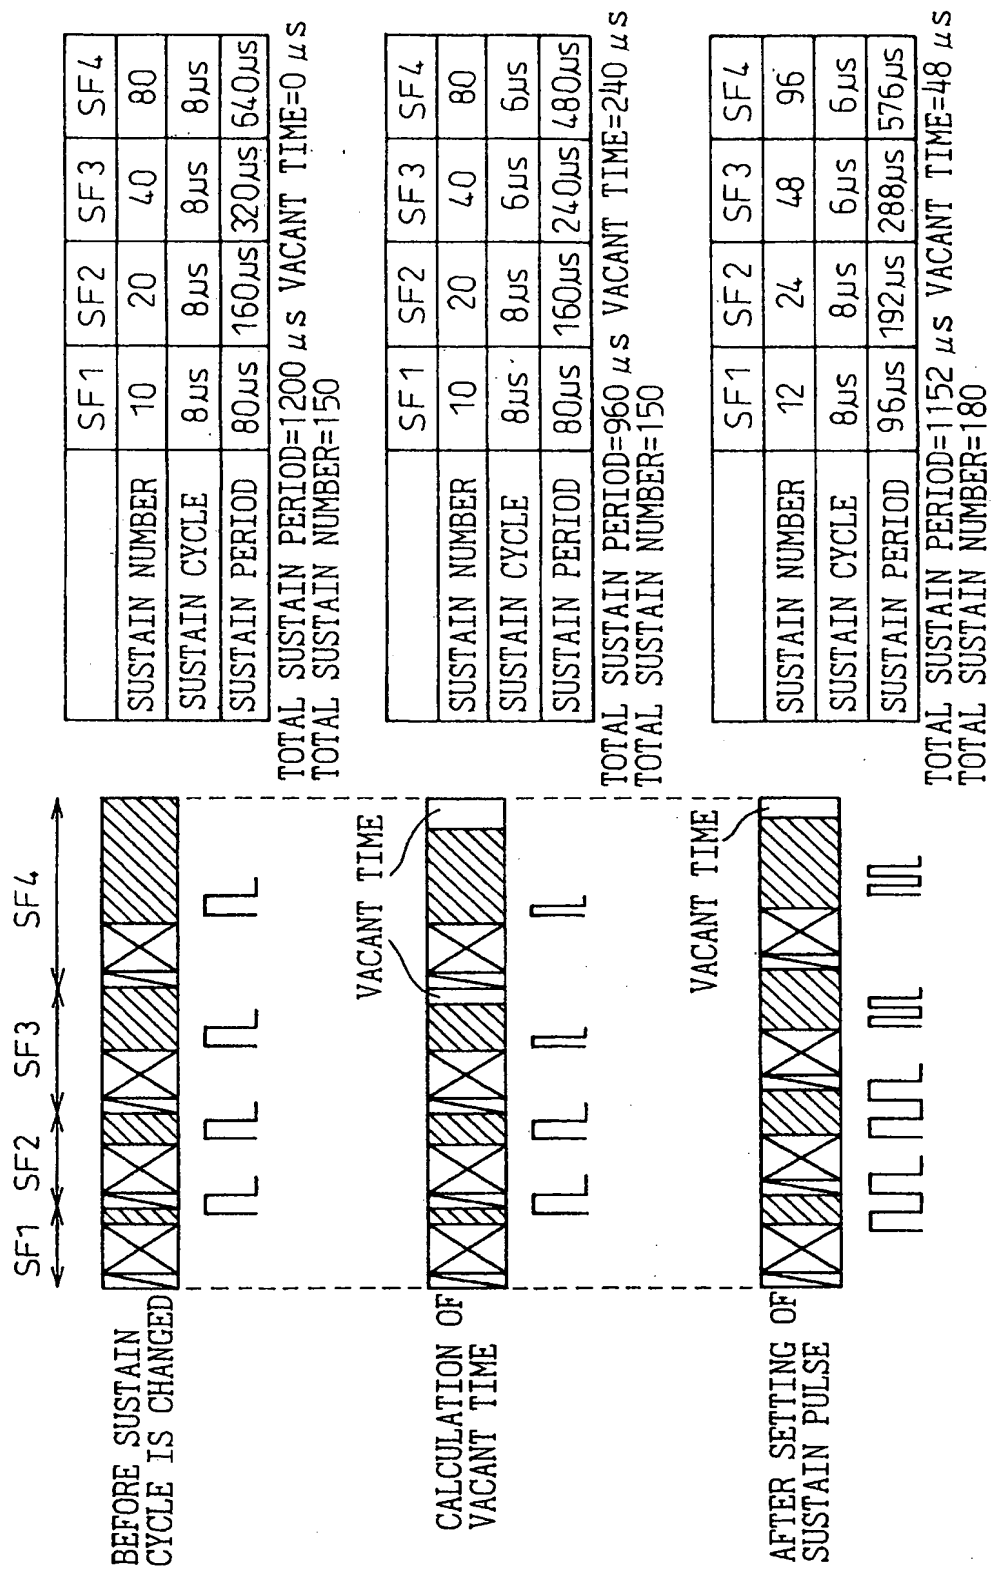 SF1 SF2 SF3 SF4
BEFORE SUSTAIN
CYCLE IS CHANGED
SF1 SF2 SF3 SF4
SUSTAIN NUMBER 10 20 40 80
SUSTAIN CYCLE 8µs 8µs 8µs 8µs
SUSTAIN PERIOD 80µs 160µs 320µs 640µs
TOTAL SUSTAIN PERIOD=1200 µs VACANT TIME=0 µs
TOTAL SUSTAIN NUMBER=150
CALCULATION OF
VACANT TIME
VACANT TIME
SF1 SF2 SF3 SF4
SUSTAIN NUMBER 10 20 40 80
SUSTAIN CYCLE 8µs 8µs 6µs 6µs
SUSTAIN PERIOD 80µs 160µs 240µs 480µs
TOTAL SUSTAIN PERIOD=960 µs VACANT TIME=240 µs
TOTAL SUSTAIN NUMBER=150
AFTER SETTING OF
SUSTAIN PULSE
VACANT TIME
SF1 SF2 SF3 SF4
SUSTAIN NUMBER 12 24 48 96
SUSTAIN CYCLE 8µs 8µs 6µs 6µs
SUSTAIN PERIOD 96µs 192µs 288µs 576µs
TOTAL SUSTAIN PERIOD=1152 µs VACANT TIME=48 µs
TOTAL SUSTAIN NUMBER=180